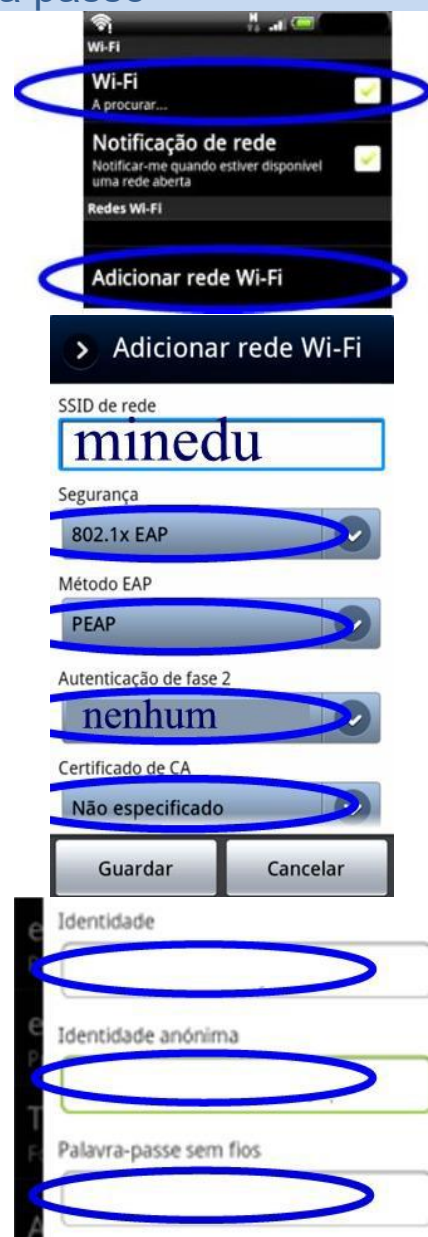 a passo
Wi-Fi
Wi-Fi
A procurar...
Notificação de rede
Notificar-me quando estiver disponível
uma rede aberta
Redes Wi-Fi
Adicionar rede Wi-Fi
Adicionar rede Wi-Fi
SSID de rede
minedu
Segurança
802.1x EAP
Método EAP
PEAP
Autenticação de fase 2
nenhum
Certificado de CA
Não especificado
Guardar Cancelar
Identidade
Identidade anónima
Palavra-passe sem fios